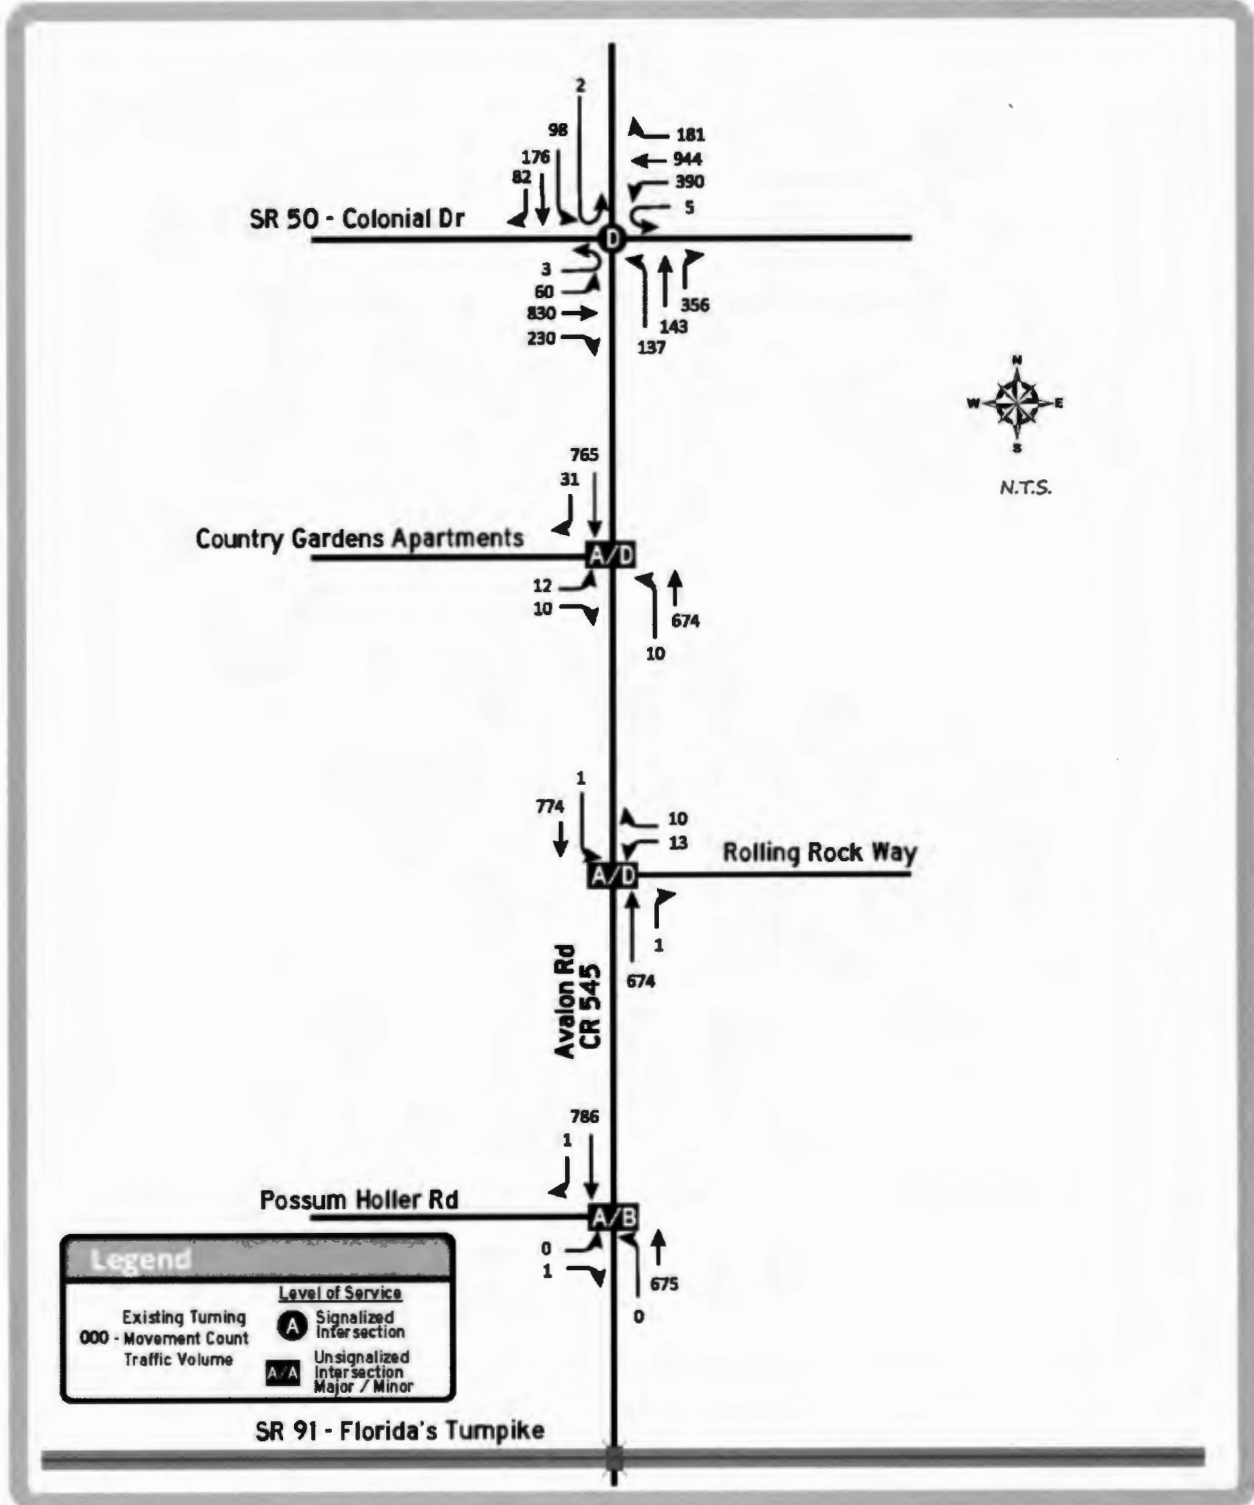 2
98
176
82
181
944
390
5
SR 50 - Colonial Dr
D
3
60
830
230
356
143
137
N
W E
S
N.T.S.
765
31
Country Gardens Apartments
A/D
12
10
674
10
1
774
10
13
Rolling Rock Way
A/D
1
674
Avalon Rd
CR 545
786
1
Possum Holler Rd
A/B
0
1
675
0
Legend
Level of Service
Existing Turning
000 - Movement Count
Traffic Volume
A Signalized
Intersection
A/A Unsignalized
Intersection
Major / Minor
SR 91 - Florida's Turnpike